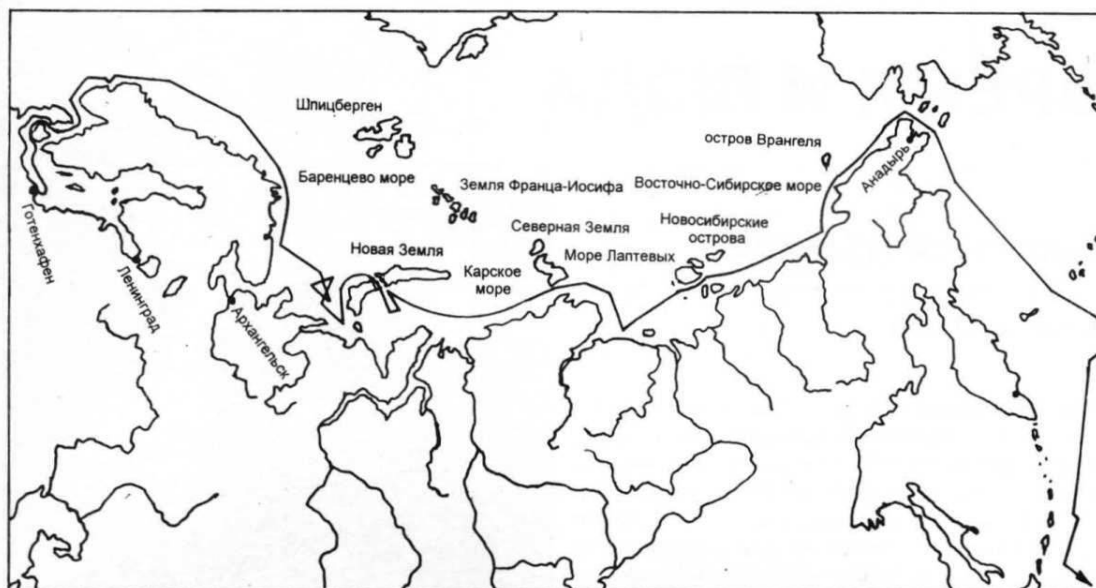 Шпицберген
остров Врангеля
Анадырь
Баренцево море
Земля Франца-Иосифа
Восточно-Сибирское море
Готенхафен
Ленинград
Архангельск
Новая Земля
Северная Земля
Новосибирские
острова
Карское
море
Море Лаптевых